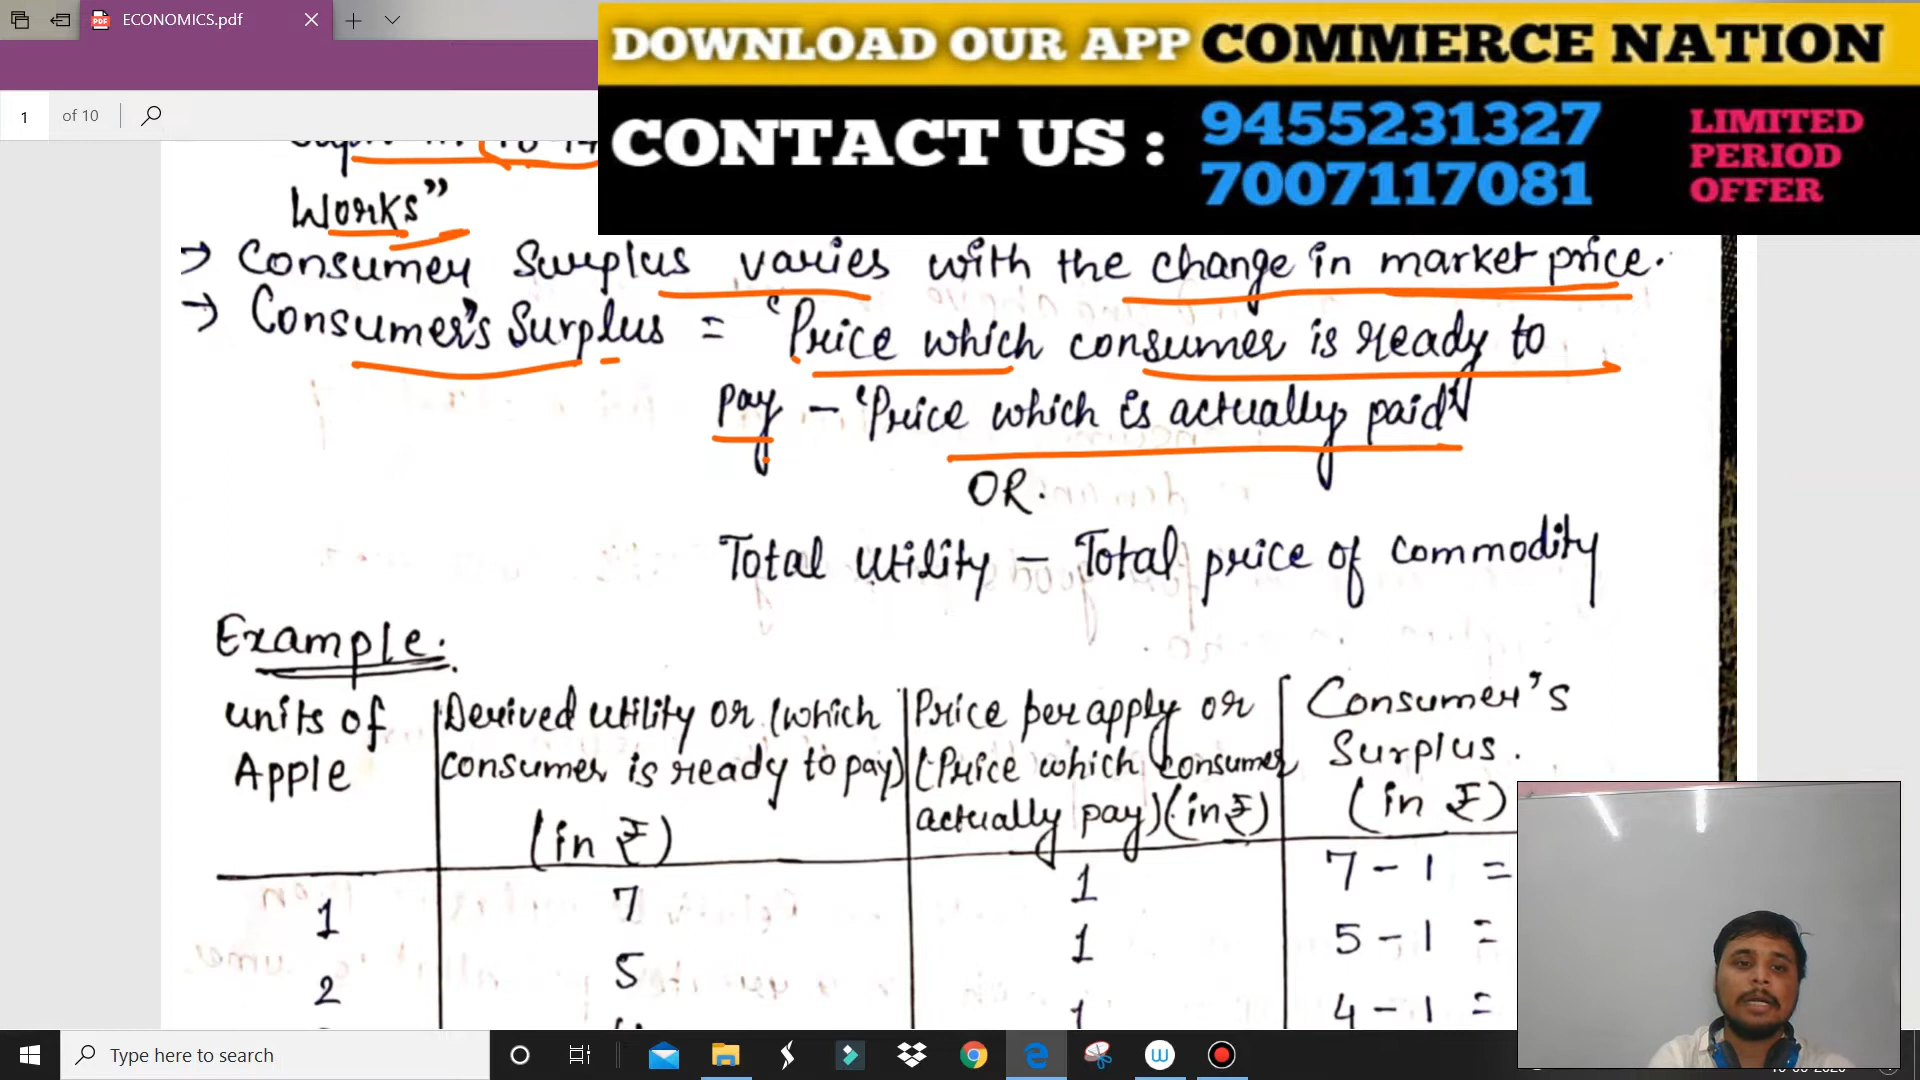 ECONOMICS.pdf
DOWNLOAD OUR APP COMMERCE NATION
1 of 10
CONTACT US : 9455231327
7007117081
LIMITED
PERIOD
OFFER
Works”
→ Consumer Surplus varies with the change in market price.
→ Consumer's Surplus = "Price which consumer is ready to
pay – "Price which is actually paid"
OR.
Total Utility – Total price of commodity
Example.
units of Apple
Derived utility or (which consumer is ready to pay) (in ₹)
Price per apply or (Price which consumer actually pay) (in ₹)
Consumer's Surplus. (in ₹)
1 7 1 7 – 1 =
2 5 1 5 – 1 =
1 4 – 1 =
Type here to search